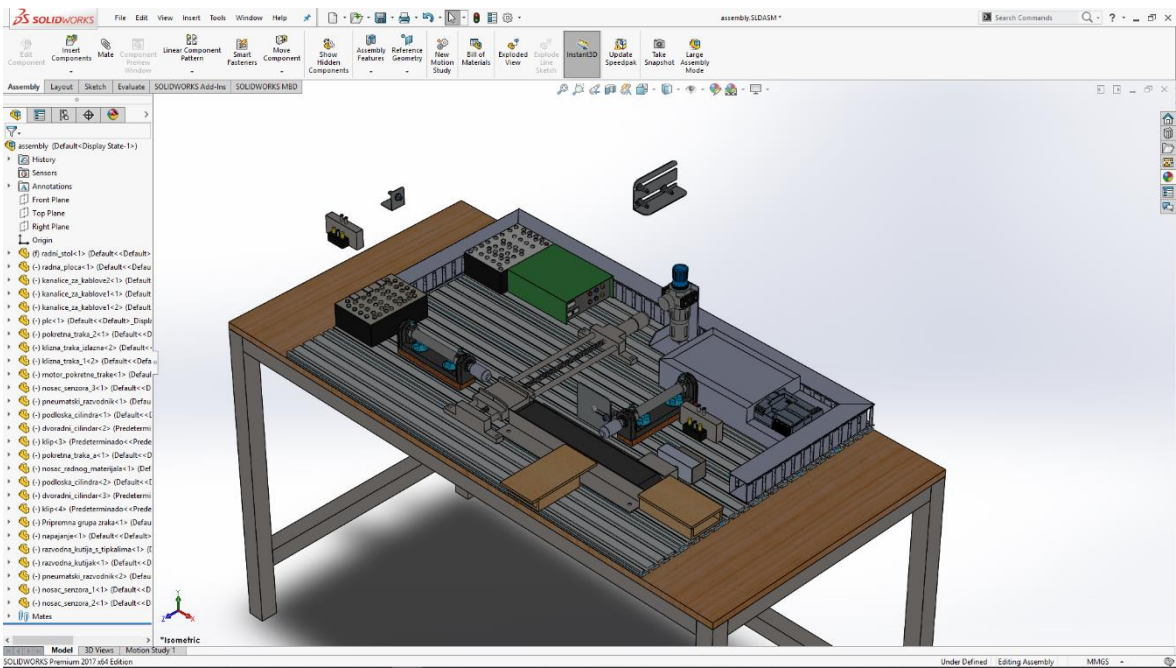 SOLIDWORKS File Edit View Insert Tools Window Help assembly.SLDASM * Search Commands
Edit Component
Insert Components
Mate
Component Preview Window
Linear Component Pattern
Smart Fasteners
Move Component
Show Hidden Components
Assembly Features
Reference Geometry
New Motion Study
Bill of Materials
Exploded View
Explode Line Sketch
Instant3D
Update Speedpak
Take Snapshot
Large Assembly Mode
Assembly Layout Sketch Evaluate SOLIDWORKS Add-Ins SOLIDWORKS MBD
assembly (Default<Display State-1>)
History
Sensors
Annotations
Front Plane
Top Plane
Right Plane
Origin
(f) radni_stol<1> (Default<<Default>
(-) radna_ploca<1> (Default<<Defau
(-) kanalice_za_kablove2<1> (Default
(-) kanalice_za_kablove1<1> (Default
(-) kanalice_za_kablove1<2> (Default
(-) plc<1> (Default<<Default>_Displa
(-) pokretna_traka_2<1> (Default<<D
(-) klizna_traka_izlazna<2> (Default<
(-) klizna_traka_1<2> (Default<<Defa
(-) motor_pokretne_trake<1> (Defaul
(-) nosac_senzora_3<1> (Default<<D
(-) pneumatski_razvodnik<1> (Defau
(-) podloska_cilindra<1> (Default<<D
(-) dvoradni_cilindar<2> (Predetermi
(-) klip<3> (Predeterminado<<Prede
(-) pokretna_traka_a<1> (Default<<D
(-) nosac_radnog_materijala<1> (Def
(-) podloska_cilindra<2> (Default<<D
(-) dvoradni_cilindar<3> (Predetermi
(-) klip<4> (Predeterminado<<Prede
(-) Pripremna grupa zraka<1> (Defau
(-) napajanje<1> (Default<<Default>
(-) razvodna_kutija_s_tipkalima<1> (D
(-) razvodna_kutijak<1> (Default<<D
(-) pneumatski_razvodnik<2> (Defau
(-) nosac_senzora_1<1> (Default<<D
(-) nosac_senzora_2<1> (Default<<D
Mates
Y
Z
X
*Isometric
Model 3D Views Motion Study 1
SOLIDWORKS Premium 2017 x64 Edition Under Defined Editing Assembly MMGS